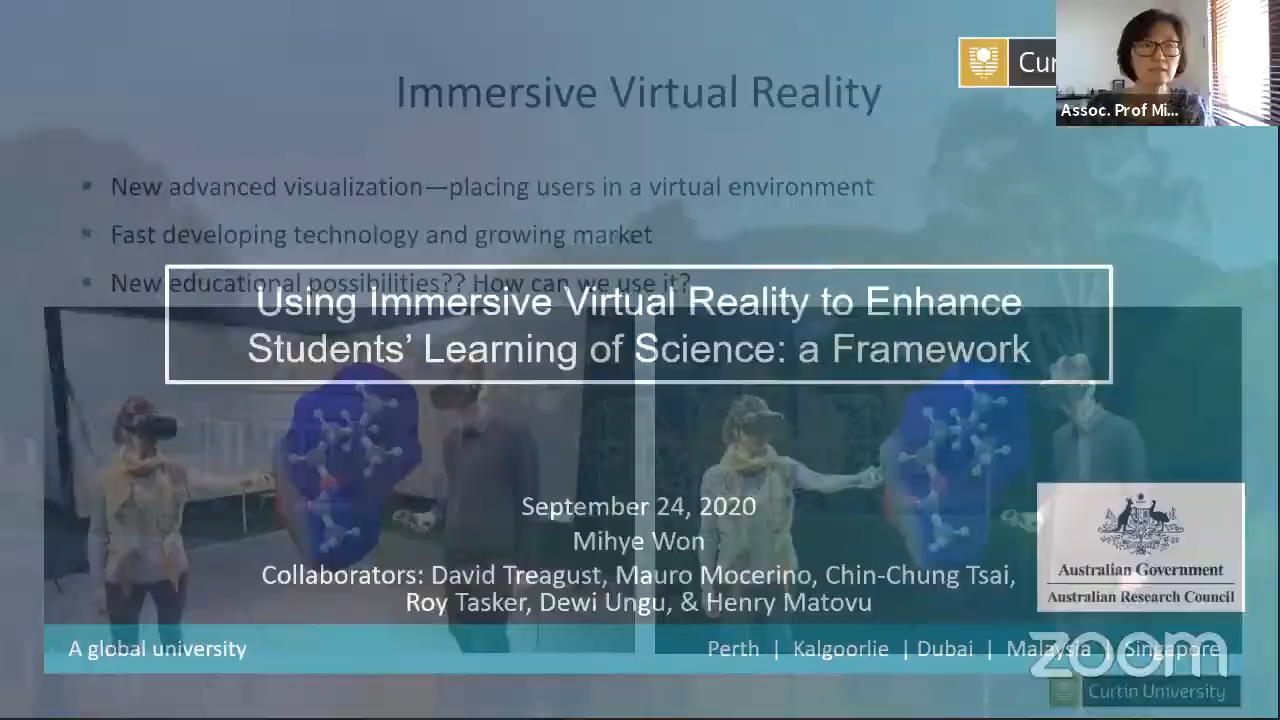 Immersive Virtual Reality
Cur
Assoc. Prof Mi...
New advanced visualization—placing users in a virtual environment
Fast developing technology and growing market
New educational possibilities?? How can we use it?
Using Immersive Virtual Reality to Enhance
Students’ Learning of Science: a Framework
September 24, 2020
Mihye Won
Collaborators: David Treagust, Mauro Mocerino, Chin-Chung Tsai,
Roy Tasker, Dewi Ungu, & Henry Matovu
Australian Government
Australian Research Council
A global university
Perth | Kalgoorlie | Dubai | Malaysia | Singapore
zoom
Curtin University